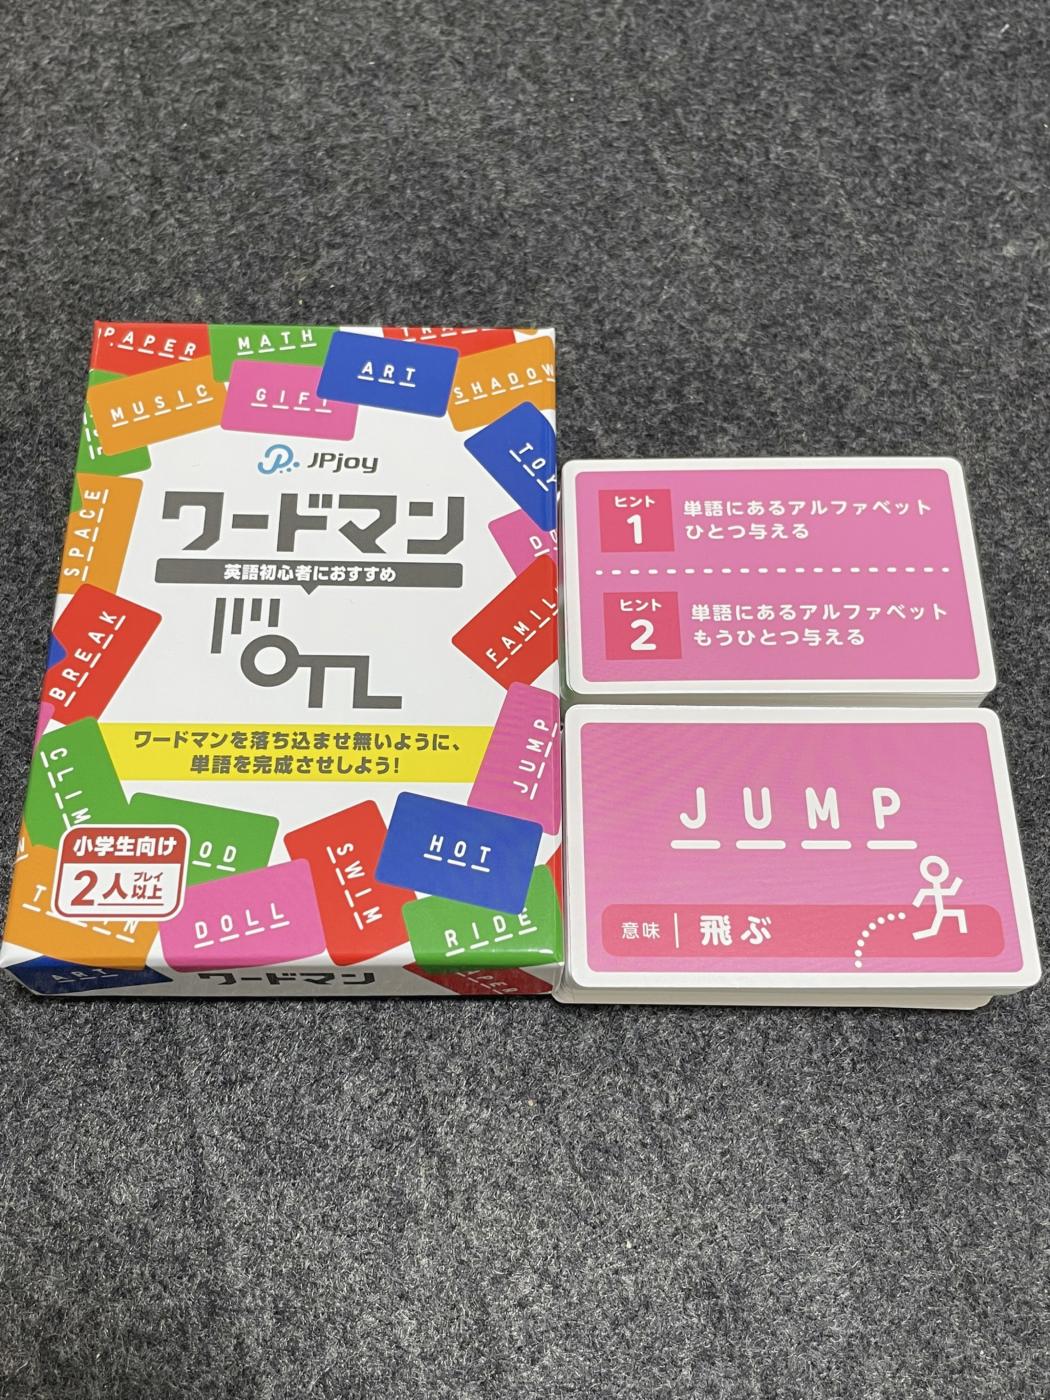 PAPER
MATH
ART
MUSIC
GIFT
SHADOW
JPjoy
TOY
ワードマン
英語初心者におすすめ
SPACE
BREAK
FAMIL
ワードマンを落ち込ませ無いように、
単語を完成させしよう!
JUMP
CLIM
小学生向け
2人プレイ以上
OD
HOT
SWIM
DOLL
RIDE
ART
ワードマン
APER
ヒント
1
単語にあるアルファベット
ひとつ与える
ヒント
2
単語にあるアルファベット
もうひとつ与える
JUMP
意味
飛ぶ